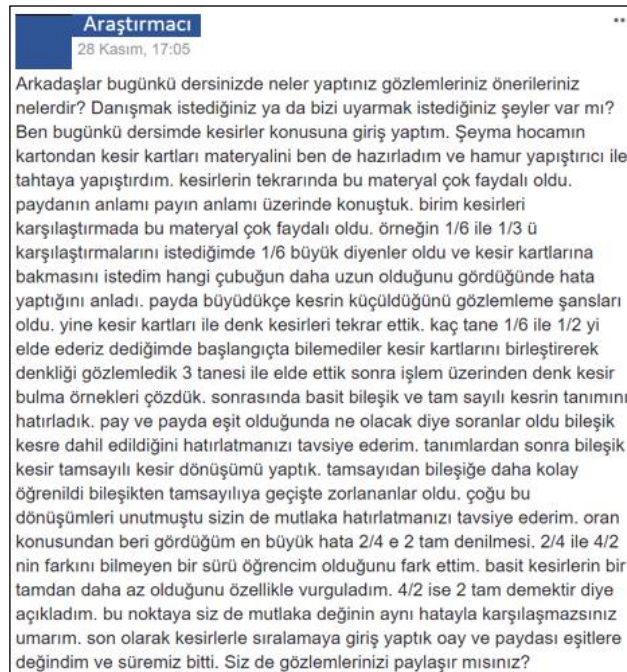 Araştırmacı
28 Kasım, 17:05
Arkadaşlar bugünkü dersinizde neler yaptınız gözlemleriniz önerileriniz
nelerdir? Danışmak istediğiniz ya da bizi uyarmak istediğiniz şeyler var mı?
Ben bugünkü dersimde kesirler konusuna giriş yaptım. Şeyma hocamın
kartondan kesir kartları materyalini ben de hazırladım ve hamur yapıştırıcı ile
tahtaya yapıştırdım. kesirlerin tekrarında bu materyal çok faydalı oldu.
paydanın anlamı payın anlamı üzerinde konuştuk. birim kesirleri
karşılaştırmada bu materyal çok faydalı oldu. örneğin 1/6 ile 1/3 ü
karşılaştırmalarını istediğimde 1/6 büyük diyenler oldu ve kesir kartlarına
bakmasını istedim hangi çubuğun daha uzun olduğunu gördüğünde hata
yaptığını anladı. payda büyüdükçe kesrin küçüldüğünü gözlemleme şansları
oldu. yine kesir kartları ile denk kesirleri tekrar ettik. kaç tane 1/6 ile 1/2 yi
elde ederiz dediğimde başlangıçta bilemediler kesir kartlarını birleştirerek
denkliği gözlemledik 3 tanesi ile elde ettik sonra işlem üzerinden denk kesir
bulma örnekleri çözdük. sonrasında basit bileşik ve tam sayılı kesrin tanımını
hatırladık. pay ve payda eşit olduğunda ne olacak diye soranlar oldu bileşik
kesre dahil edildiğini hatırlatmanızı tavsiye ederim. tanımlardan sonra bileşik
kesir tamsayılı kesir dönüşümü yaptık. tamsayıdan bileşiğe daha kolay
öğrenildi bileşikten tamsayılıya geçişte zorlananlar oldu. çoğu bu
dönüşümleri unutmuştu sizin de mutlaka hatırlatmanızı tavsiye ederim. oran
konusundan beri gördüğüm en büyük hata 2/4 e 2 tam denilmesi. 2/4 ile 4/2
nin farkını bilmeyen bir sürü öğrencim olduğunu fark ettim. basit kesirlerin bir
tamdan daha az olduğunu özellikle vurguladım. 4/2 ise 2 tam demektir diye
açıkladım. bu noktaya siz de mutlaka değinin aynı hatayla karşılaşmazsınız
umarım. son olarak kesirlerle sıralamaya giriş yaptık oay ve paydası eşitlere
değindim ve süremiz bitti. Siz de gözlemlerinizi paylaşır mısınız?